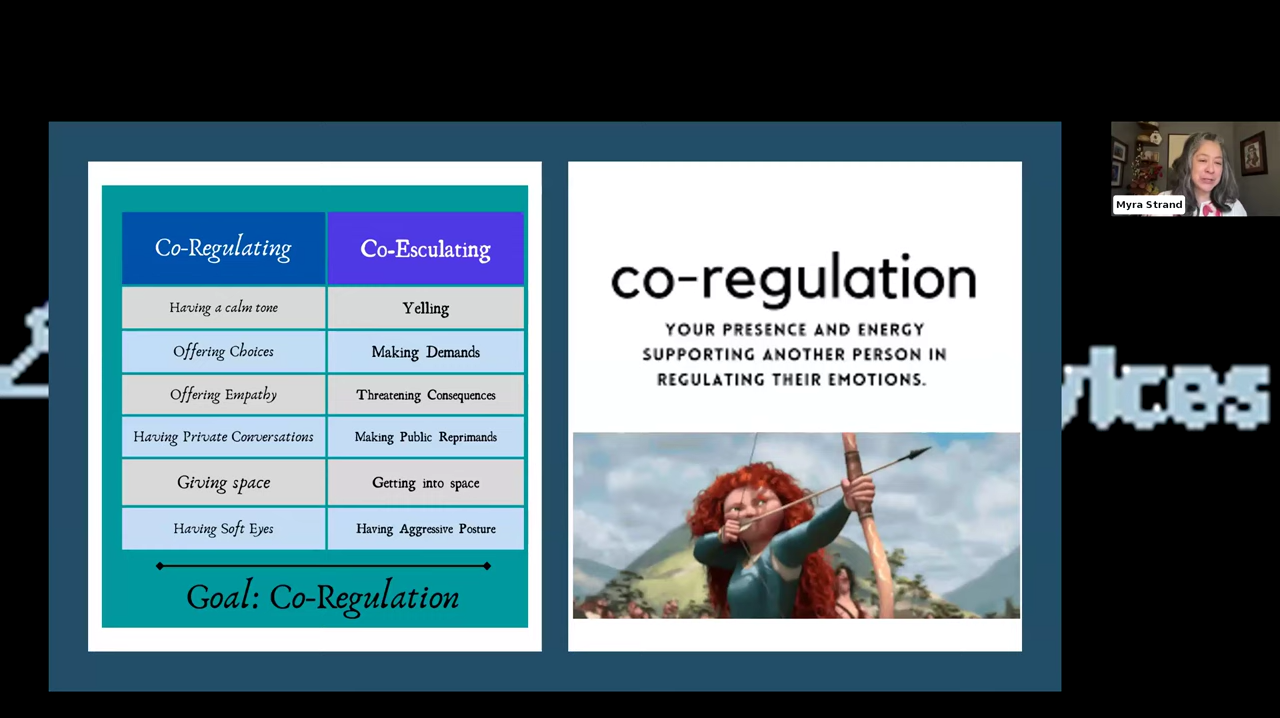 Co-Regulating Co-Esculating
Having a calm tone Yelling
Offering Choices Making Demands
Offering Empathy Threatening Consequences
Having Private Conversations Making Public Reprimands
Giving space Getting into space
Having Soft Eyes Having Aggressive Posture
Goal: Co-Regulation
co-regulation
YOUR PRESENCE AND ENERGY
SUPPORTING ANOTHER PERSON IN
REGULATING THEIR EMOTIONS.
Myra Strand